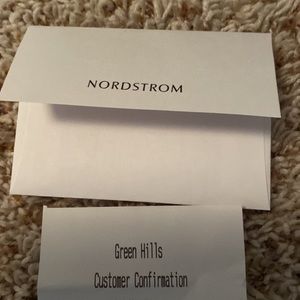 NORDSTROM
Green Hills
Customer Confirmation